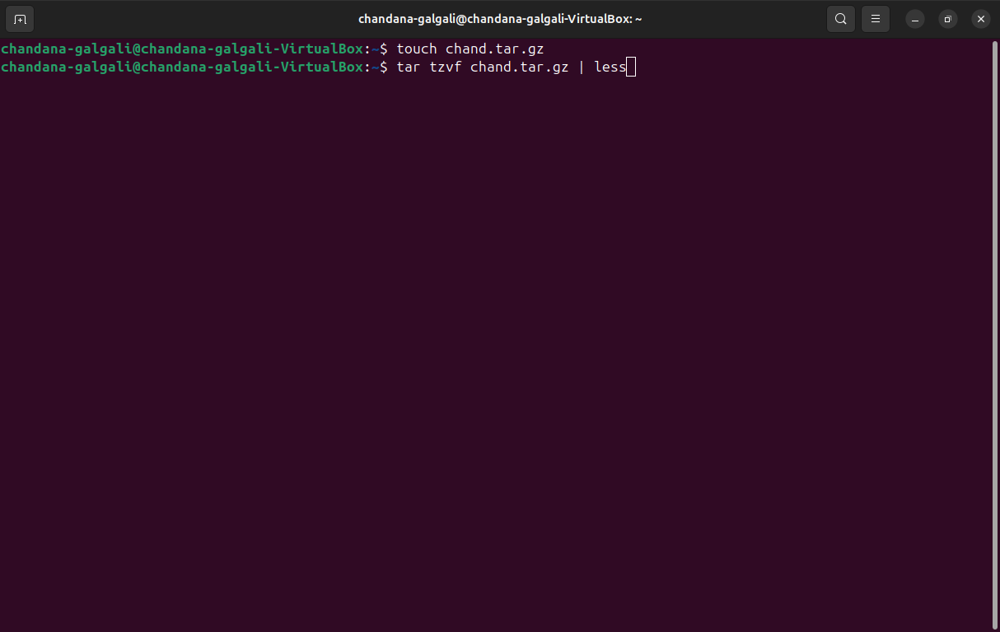 chandana-galgali@chandana-galgali-VirtualBox: ~
chandana-galgali@chandana-galgali-VirtualBox:~$ touch chand.tar.gz
chandana-galgali@chandana-galgali-VirtualBox:~$ tar tzvf chand.tar.gz | less